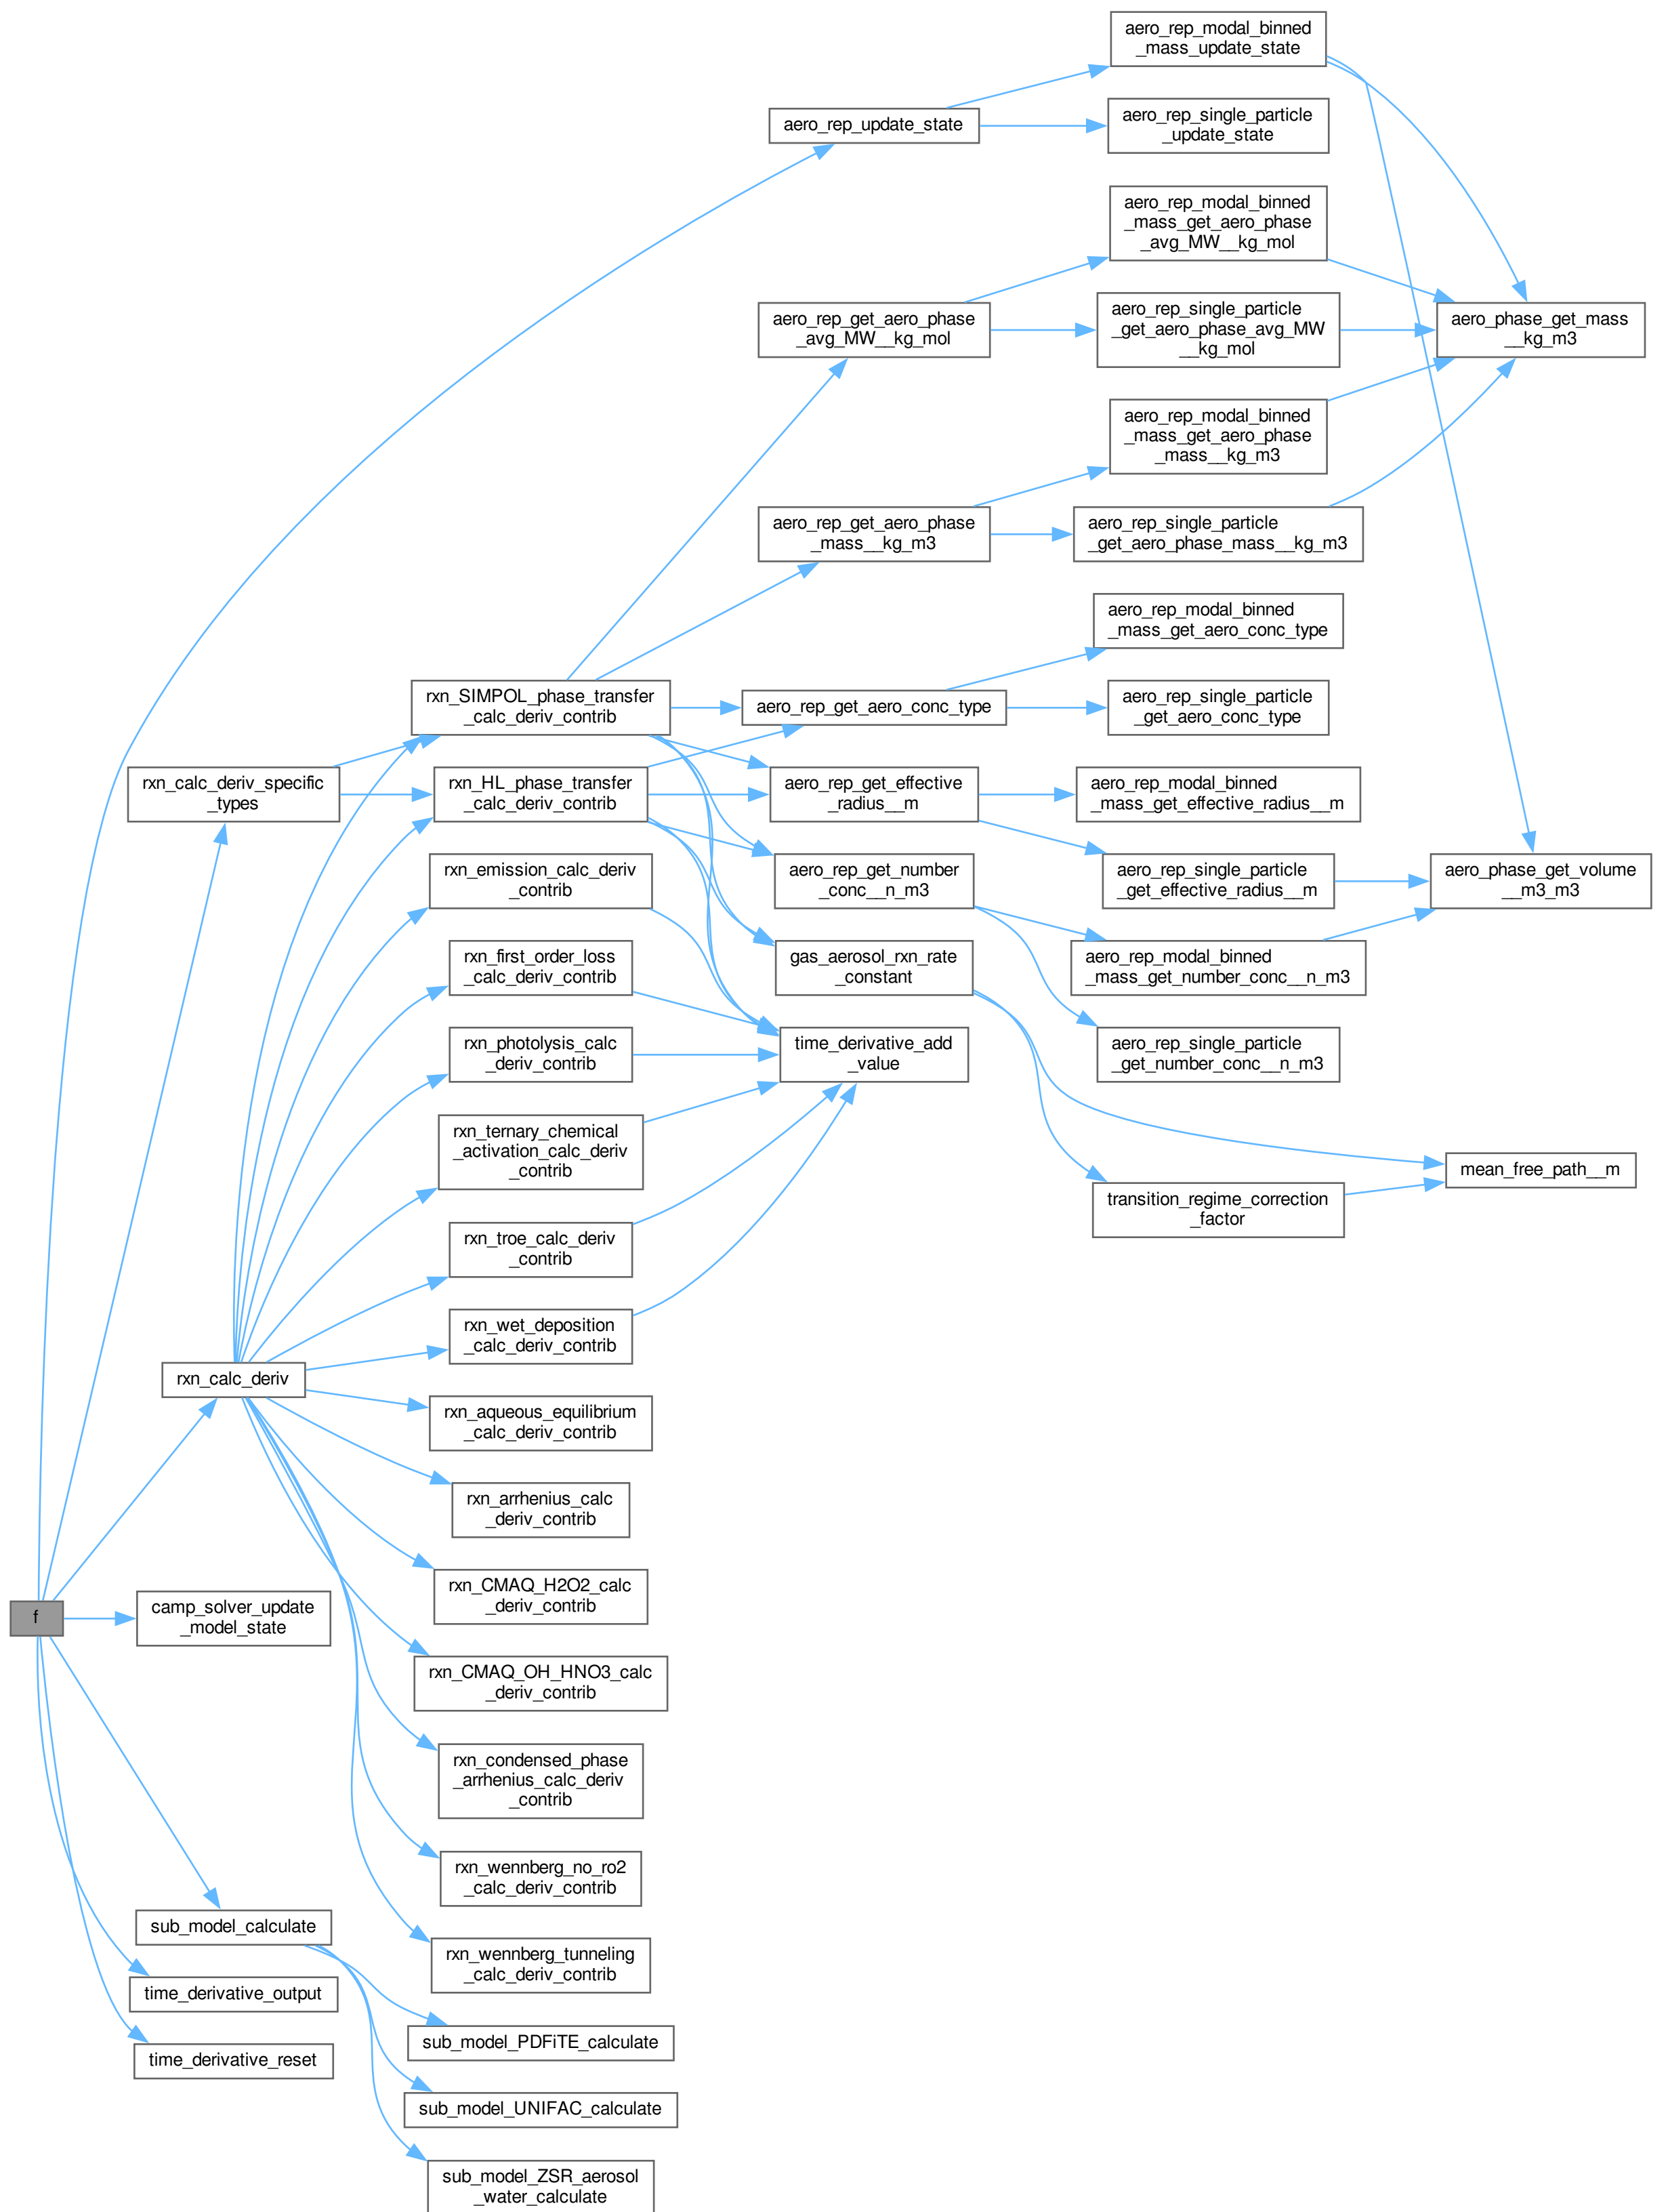 aero_rep_modal_binned
_mass_update_state
aero_rep_update_state
aero_rep_single_particle
_update_state
aero_rep_modal_binned
_mass_get_aero_phase
_avg_MW__kg_mol
aero_rep_get_aero_phase
_avg_MW__kg_mol
aero_rep_single_particle
_get_aero_phase_avg_MW
__kg_mol
aero_phase_get_mass
__kg_m3
aero_rep_modal_binned
_mass_get_aero_phase
_mass__kg_m3
aero_rep_get_aero_phase
_mass__kg_m3
aero_rep_single_particle
_get_aero_phase_mass__kg_m3
aero_rep_modal_binned
_mass_get_aero_conc_type
rxn_SIMPOL_phase_transfer
_calc_deriv_contrib
aero_rep_get_aero_conc_type
aero_rep_single_particle
_get_aero_conc_type
rxn_calc_deriv_specific
_types
rxn_HL_phase_transfer
_calc_deriv_contrib
aero_rep_get_effective
_radius__m
aero_rep_modal_binned
_mass_get_effective_radius__m
rxn_emission_calc_deriv
_contrib
aero_rep_get_number
_conc__n_m3
aero_rep_single_particle
_get_effective_radius__m
aero_phase_get_volume
__m3_m3
rxn_first_order_loss
_calc_deriv_contrib
gas_aerosol_rxn_rate
_constant
aero_rep_modal_binned
_mass_get_number_conc__n_m3
rxn_photolysis_calc
_deriv_contrib
time_derivative_add
_value
aero_rep_single_particle
_get_number_conc__n_m3
rxn_ternary_chemical
_activation_calc_deriv
_contrib
mean_free_path__m
transition_regime_correction
_factor
rxn_troe_calc_deriv
_contrib
rxn_wet_deposition
_calc_deriv_contrib
rxn_calc_deriv
rxn_aqueous_equilibrium
_calc_deriv_contrib
rxn_arrhenius_calc
_deriv_contrib
rxn_CMAQ_H2O2_calc
_deriv_contrib
f
camp_solver_update
_model_state
rxn_CMAQ_OH_HNO3_calc
_deriv_contrib
rxn_condensed_phase
_arrhenius_calc_deriv
_contrib
rxn_wennberg_no_ro2
_calc_deriv_contrib
sub_model_calculate
rxn_wennberg_tunneling
_calc_deriv_contrib
time_derivative_output
sub_model_PDFiTE_calculate
time_derivative_reset
sub_model_UNIFAC_calculate
sub_model_ZSR_aerosol
_water_calculate